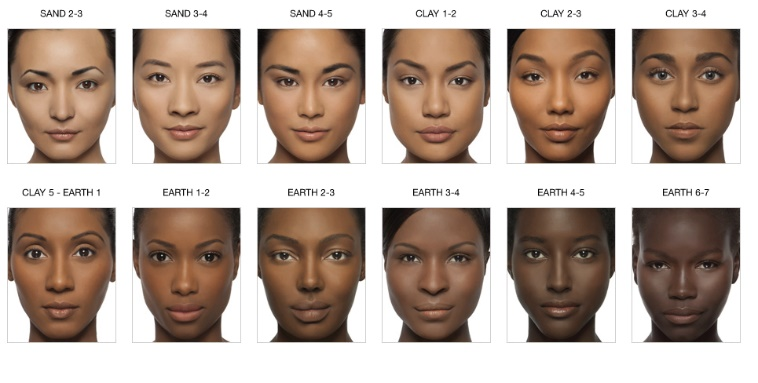 SAND 2-3
SAND 3-4
SAND 4-5
CLAY 1-2
CLAY 2-3
CLAY 3-4
CLAY 5 - EARTH 1
EARTH 1-2
EARTH 2-3
EARTH 3-4
EARTH 4-5
EARTH 6-7